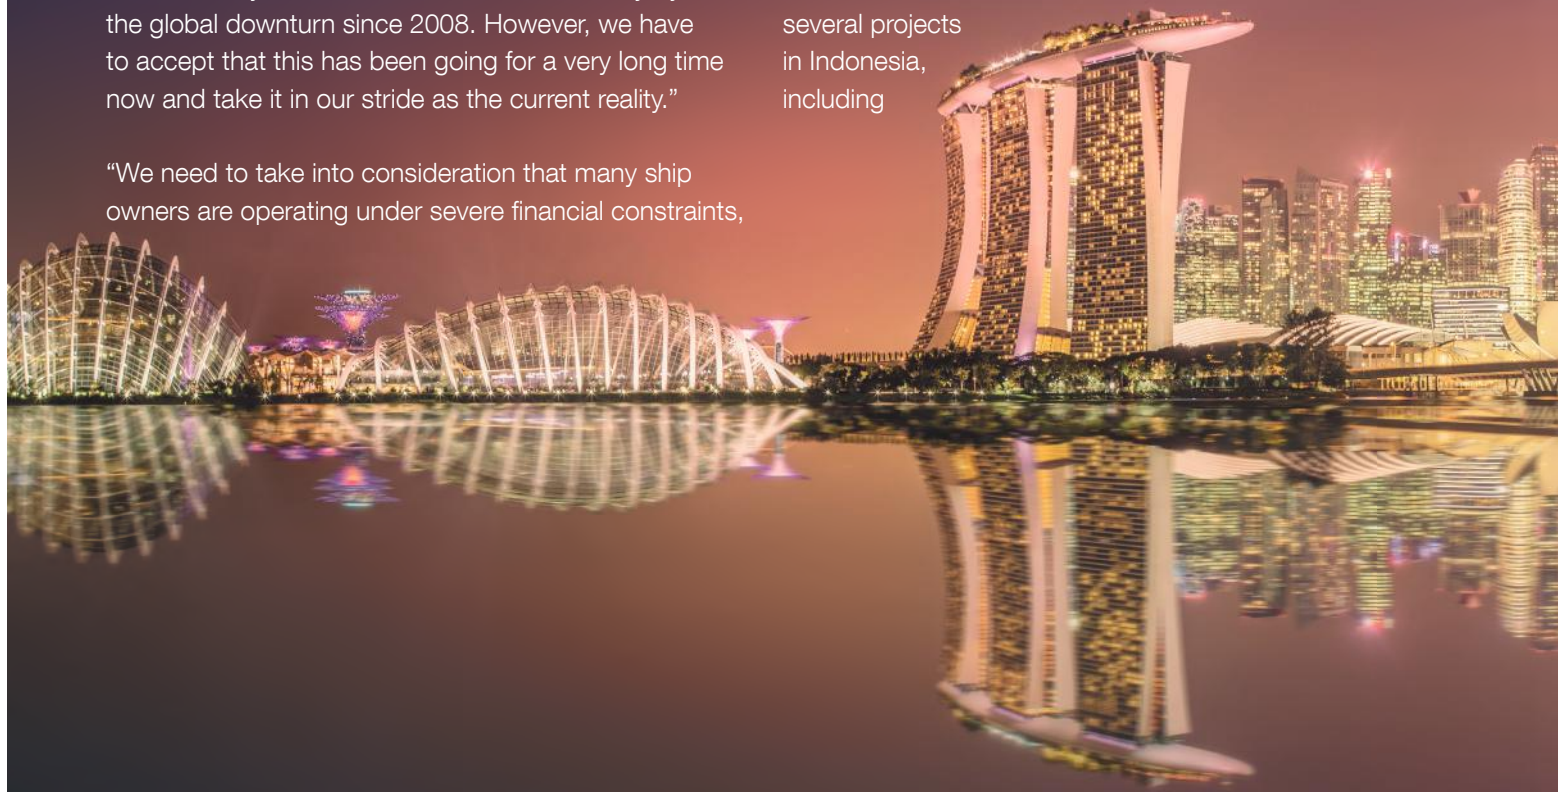 the global downturn since 2008. However, we have
to accept that this has been going for a very long time
now and take it in our stride as the current reality.”
“We need to take into consideration that many ship
owners are operating under severe financial constraints,
several projects
in Indonesia,
including